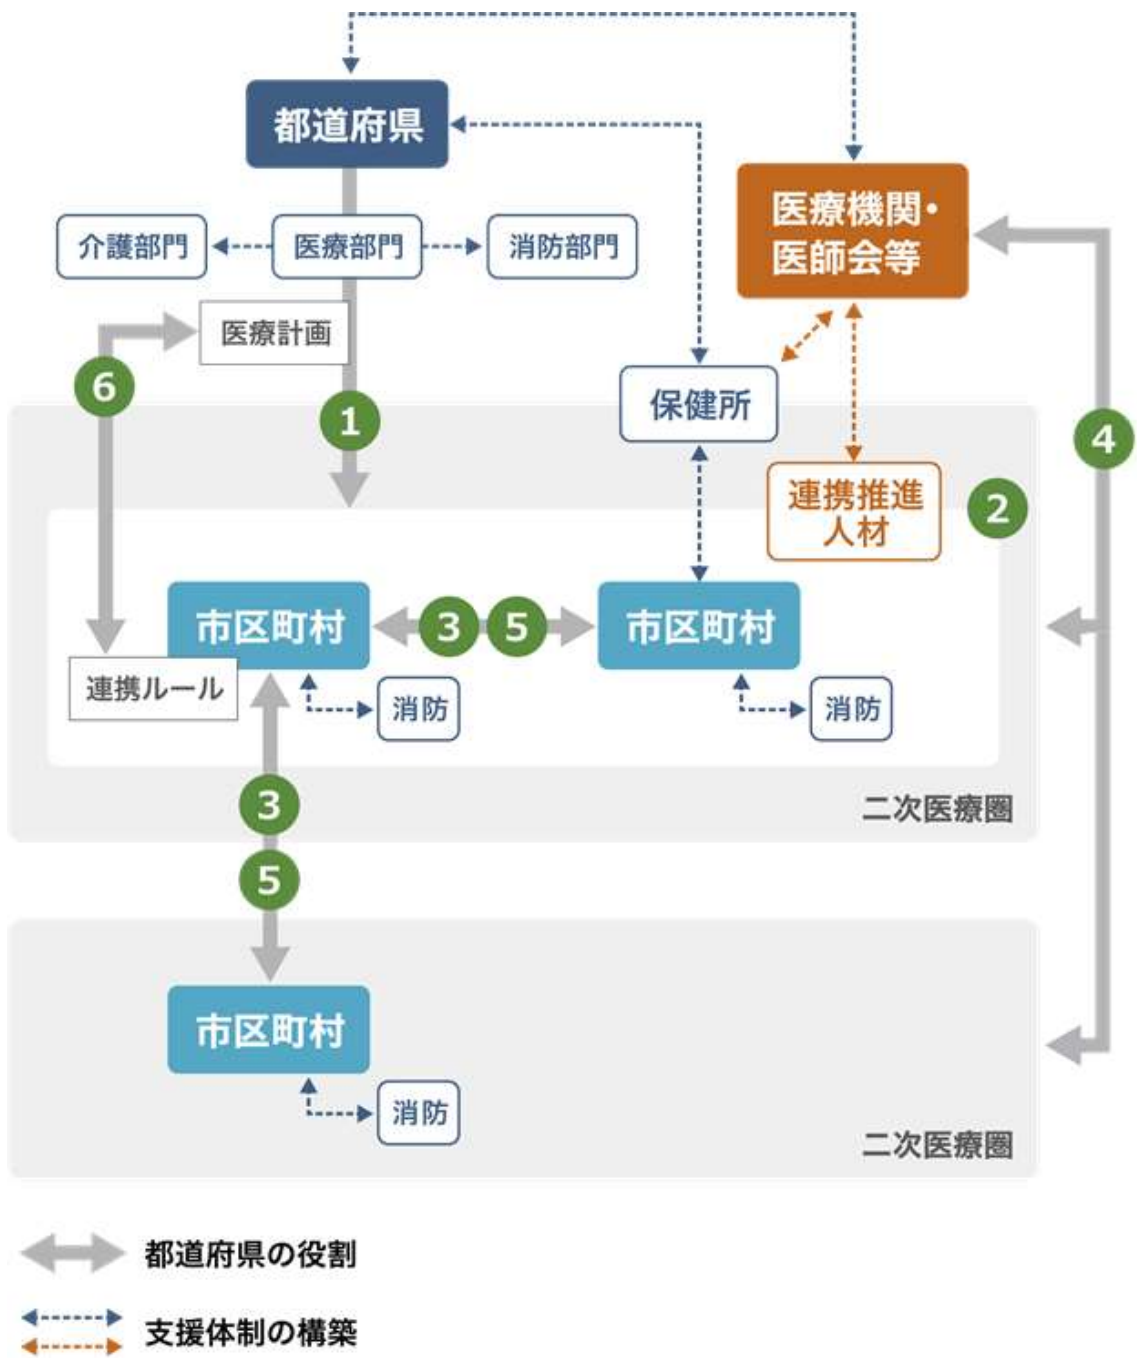 都道府県
医療機関・
医師会等
介護部門
医療部門
消防部門
医療計画
6
1
保健所
4
連携推進
人材
2
市区町村
3
5
市区町村
連携ルール
消防
消防
3
二次医療圏
5
市区町村
消防
二次医療圏
都道府県の役割
支援体制の構築